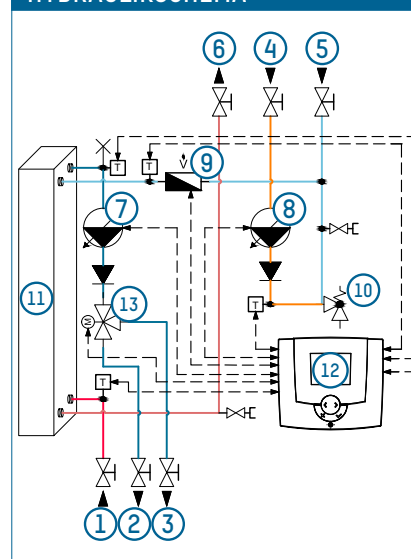 HYDRAULIKSCHEMA
6 4 5
T T
9
7 8
11
13 10
M T
12
T
1 2 3